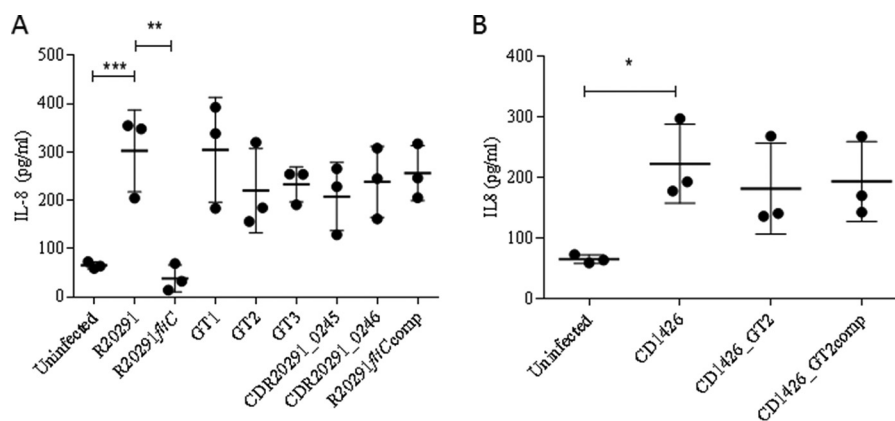 A
B
***
**
IL-8 (pg/ml)
500
400
300
200
100
0
Uninfected
R20291
R20291fliC
GT1
GT2
GT3
CDR20291_0245
CDR20291_0246
R20291fliCcomp
*
IL8 (pg/ml)
400
300
200
100
0
Uninfected
CD1426
CD1426_GT2
CD1426_GT2comp